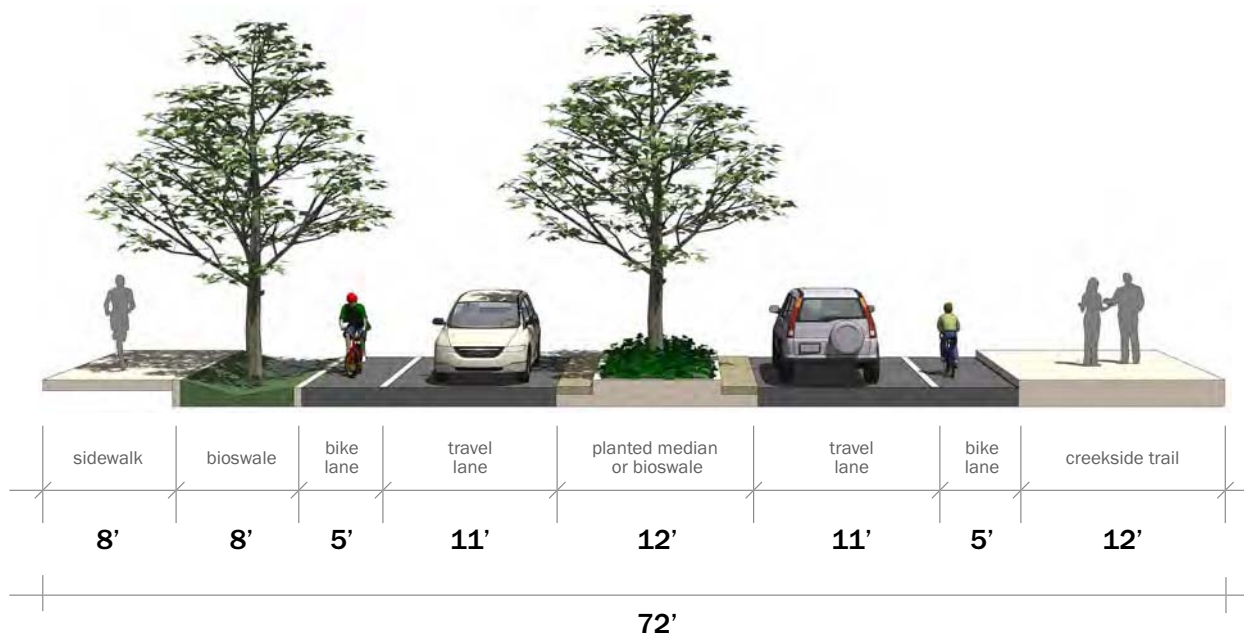 sidewalk
bioswale
bike
lane
travel
lane
planted median
or bioswale
travel
lane
bike
lane
creekside trail
8’ 8’ 5’ 11’ 12’ 11’ 5’ 12’
72’